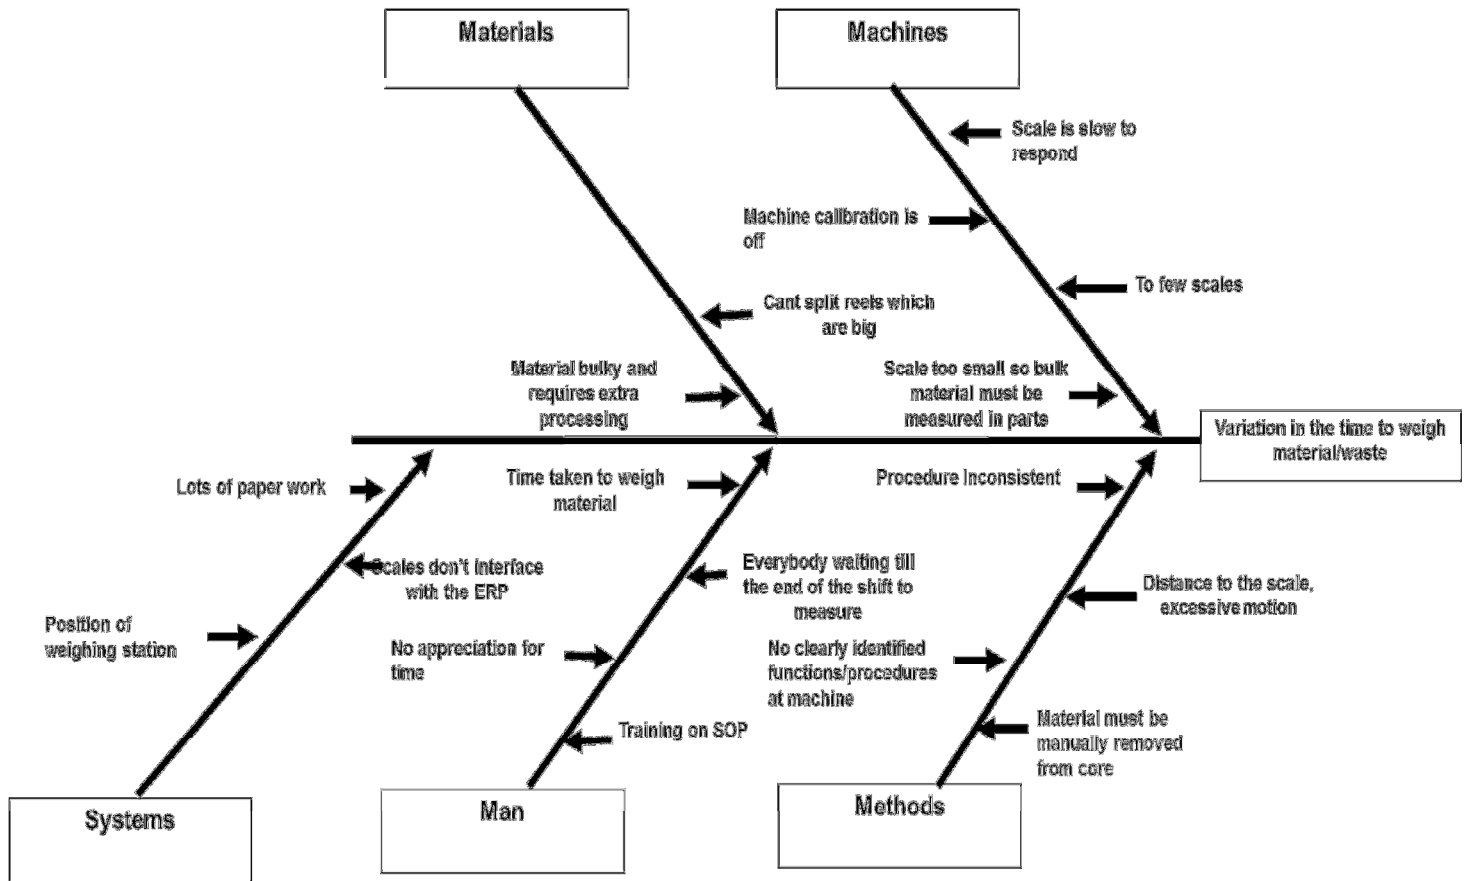 Materials
Machines
Scale is slow to
respond
Machine calibration is
off
To few scales
Cant split reels which
are big
Material bulky and
requires extra
processing
Scale too small so bulk
material must be
measured in parts
Variation in the time to weigh
material/waste
Lots of paper work
Time taken to weigh
material
Procedure Inconsistent
Scales don't interface
with the ERP
Everybody waiting till
the end of the shift to
measure
Distance to the scale,
excessive motion
Position of
weighing station
No appreciation for
time
No clearly identified
functions/procedures
at machine
Training on SOP
Material must be
manually removed
from core
Systems
Man
Methods